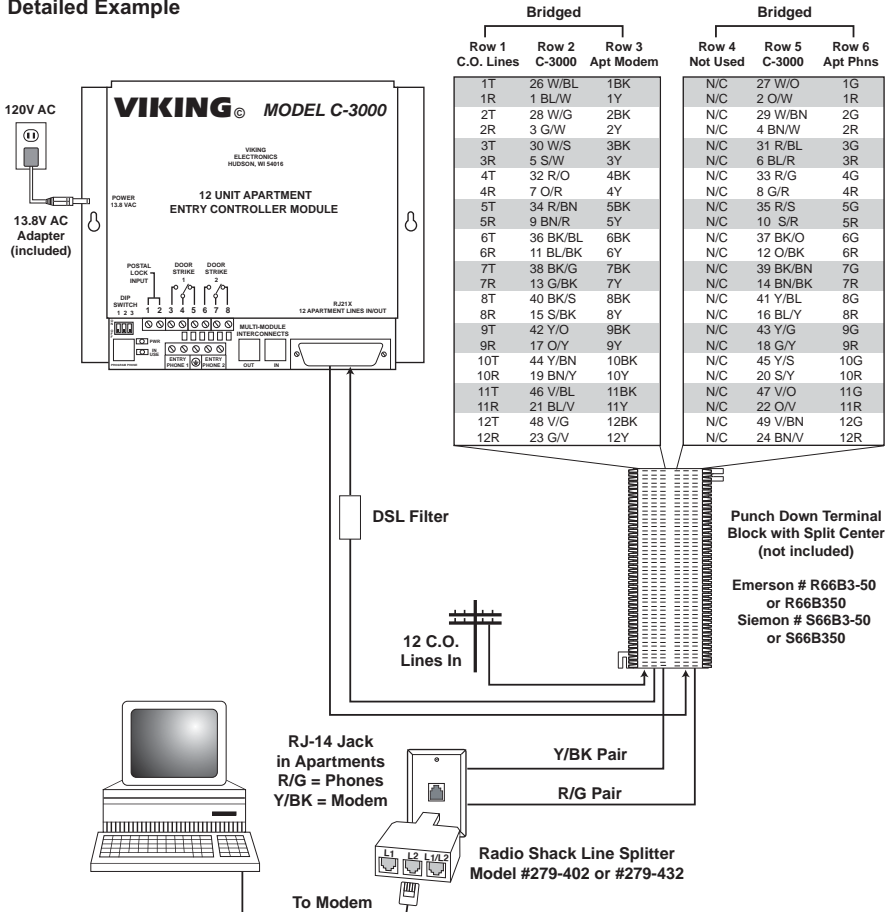 Detailed Example
Bridged Bridged
Row 1 Row 2 Row 3 Row 4 Row 5 Row 6
C.O. Lines C-3000 Apt Modem Not Used C-3000 Apt Phns
1T 26 W/BL 1BK N/C 27 W/O 1G
1R 1 BL/W 1Y N/C 2 O/W 1R
2T 28 W/G 2BK N/C 29 W/BN 2G
2R 3 G/W 2Y N/C 4 BN/W 2R
3T 30 W/S 3BK N/C 31 R/BL 3G
3R 5 S/W 3Y N/C 6 BL/R 3R
4T 32 R/O 4BK N/C 33 R/G 4G
4R 7 O/R 4Y N/C 8 G/R 4R
5T 34 R/BN 5BK N/C 35 R/S 5G
5R 9 BN/R 5Y N/C 10 S/R 5R
6T 36 BK/BL 6BK N/C 37 BK/O 6G
6R 11 BL/BK 6Y N/C 12 O/BK 6R
7T 38 BK/G 7BK N/C 39 BK/BN 7G
7R 13 G/BK 7Y N/C 14 BN/BK 7R
8T 40 BK/S 8BK N/C 41 Y/BL 8G
8R 15 S/BK 8Y N/C 16 BL/Y 8R
9T 42 Y/O 9BK N/C 43 Y/G 9G
9R 17 O/Y 9Y N/C 18 G/Y 9R
10T 44 Y/BN 10BK N/C 45 Y/S 10G
10R 19 BN/Y 10Y N/C 20 S/Y 10R
11T 46 V/BL 11BK N/C 47 V/O 11G
11R 21 BL/V 11Y N/C 22 O/V 11R
12T 48 V/G 12BK N/C 49 V/BN 12G
12R 23 G/V 12Y N/C 24 BN/V 12R
120V AC
13.8V AC
Adapter
(included)
VIKING © MODEL C-3000
VIKING
ELECTRONICS
HUDSON, WI 54016
POWER
13.8 VAC
12 UNIT APARTMENT
ENTRY CONTROLLER MODULE
POSTAL
LOCK
INPUT
DOOR
STRIKE
1
DOOR
STRIKE
2
DIP
SWITCH
1 2 3
1 2 3 4 5 6 7 8
RJ21X
12 APARTMENT LINES IN/OUT
MULTI-MODULE
INTERCONNECTS
PWR
IN
USE
PROGRAM PHONE
ENTRY
PHONE 1
ENTRY
PHONE 2
OUT IN
DSL Filter
12 C.O.
Lines In
Punch Down Terminal
Block with Split Center
(not included)
Emerson # R66B3-50
or R66B350
Siemon # S66B3-50
or S66B350
RJ-14 Jack
in Apartments
R/G = Phones
Y/BK = Modem
Y/BK Pair
R/G Pair
L1 L2 L1/L2
Radio Shack Line Splitter
Model #279-402 or #279-432
To Modem